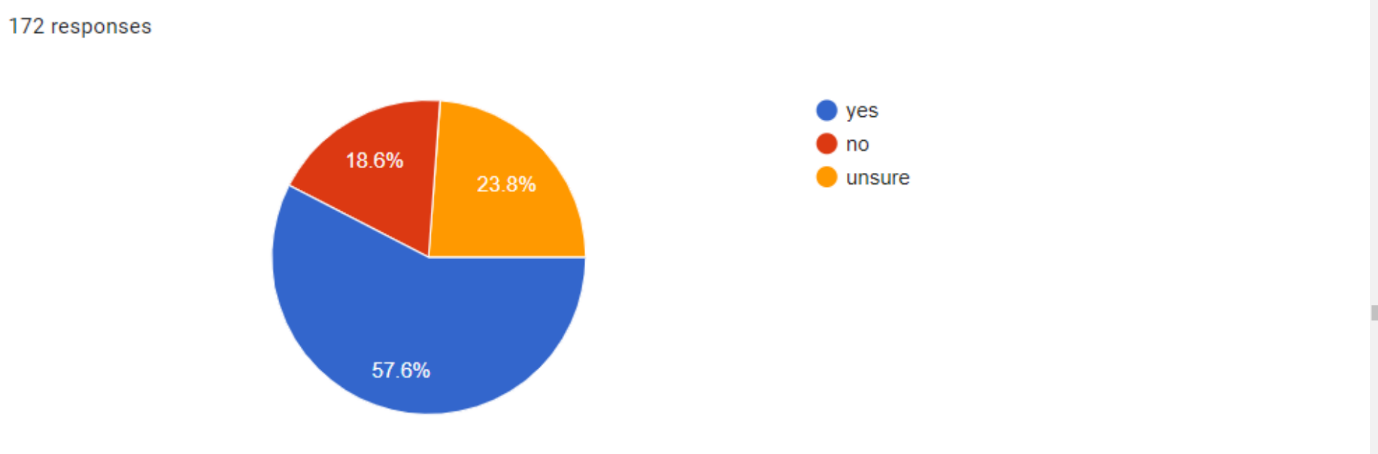 172 responses
yes
no
unsure
18.6%
23.8%
57.6%